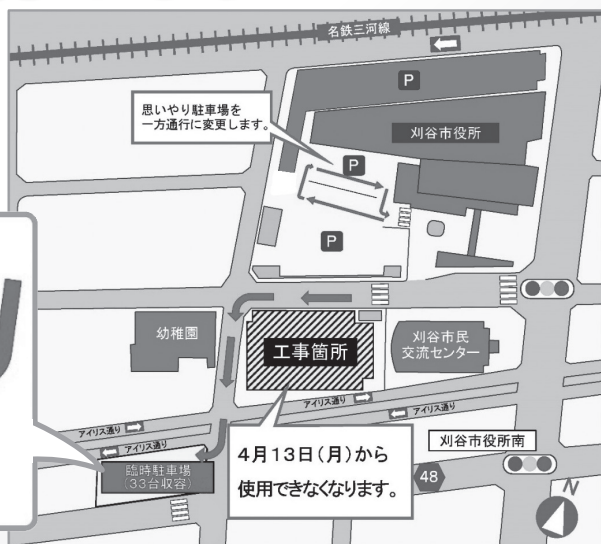 名鉄三河線
P
思いやり駐車場を
一方通行に変更します。
刈谷市役所
P
P
幼稚園
工事箇所
刈谷市民
交流センター
アイリス通り
アイリス通り
アイリス通り
アイリス通り
4月13日(月)から
使用できなくなります。
刈谷市役所南
臨時駐車場
(33台収容)
48
N